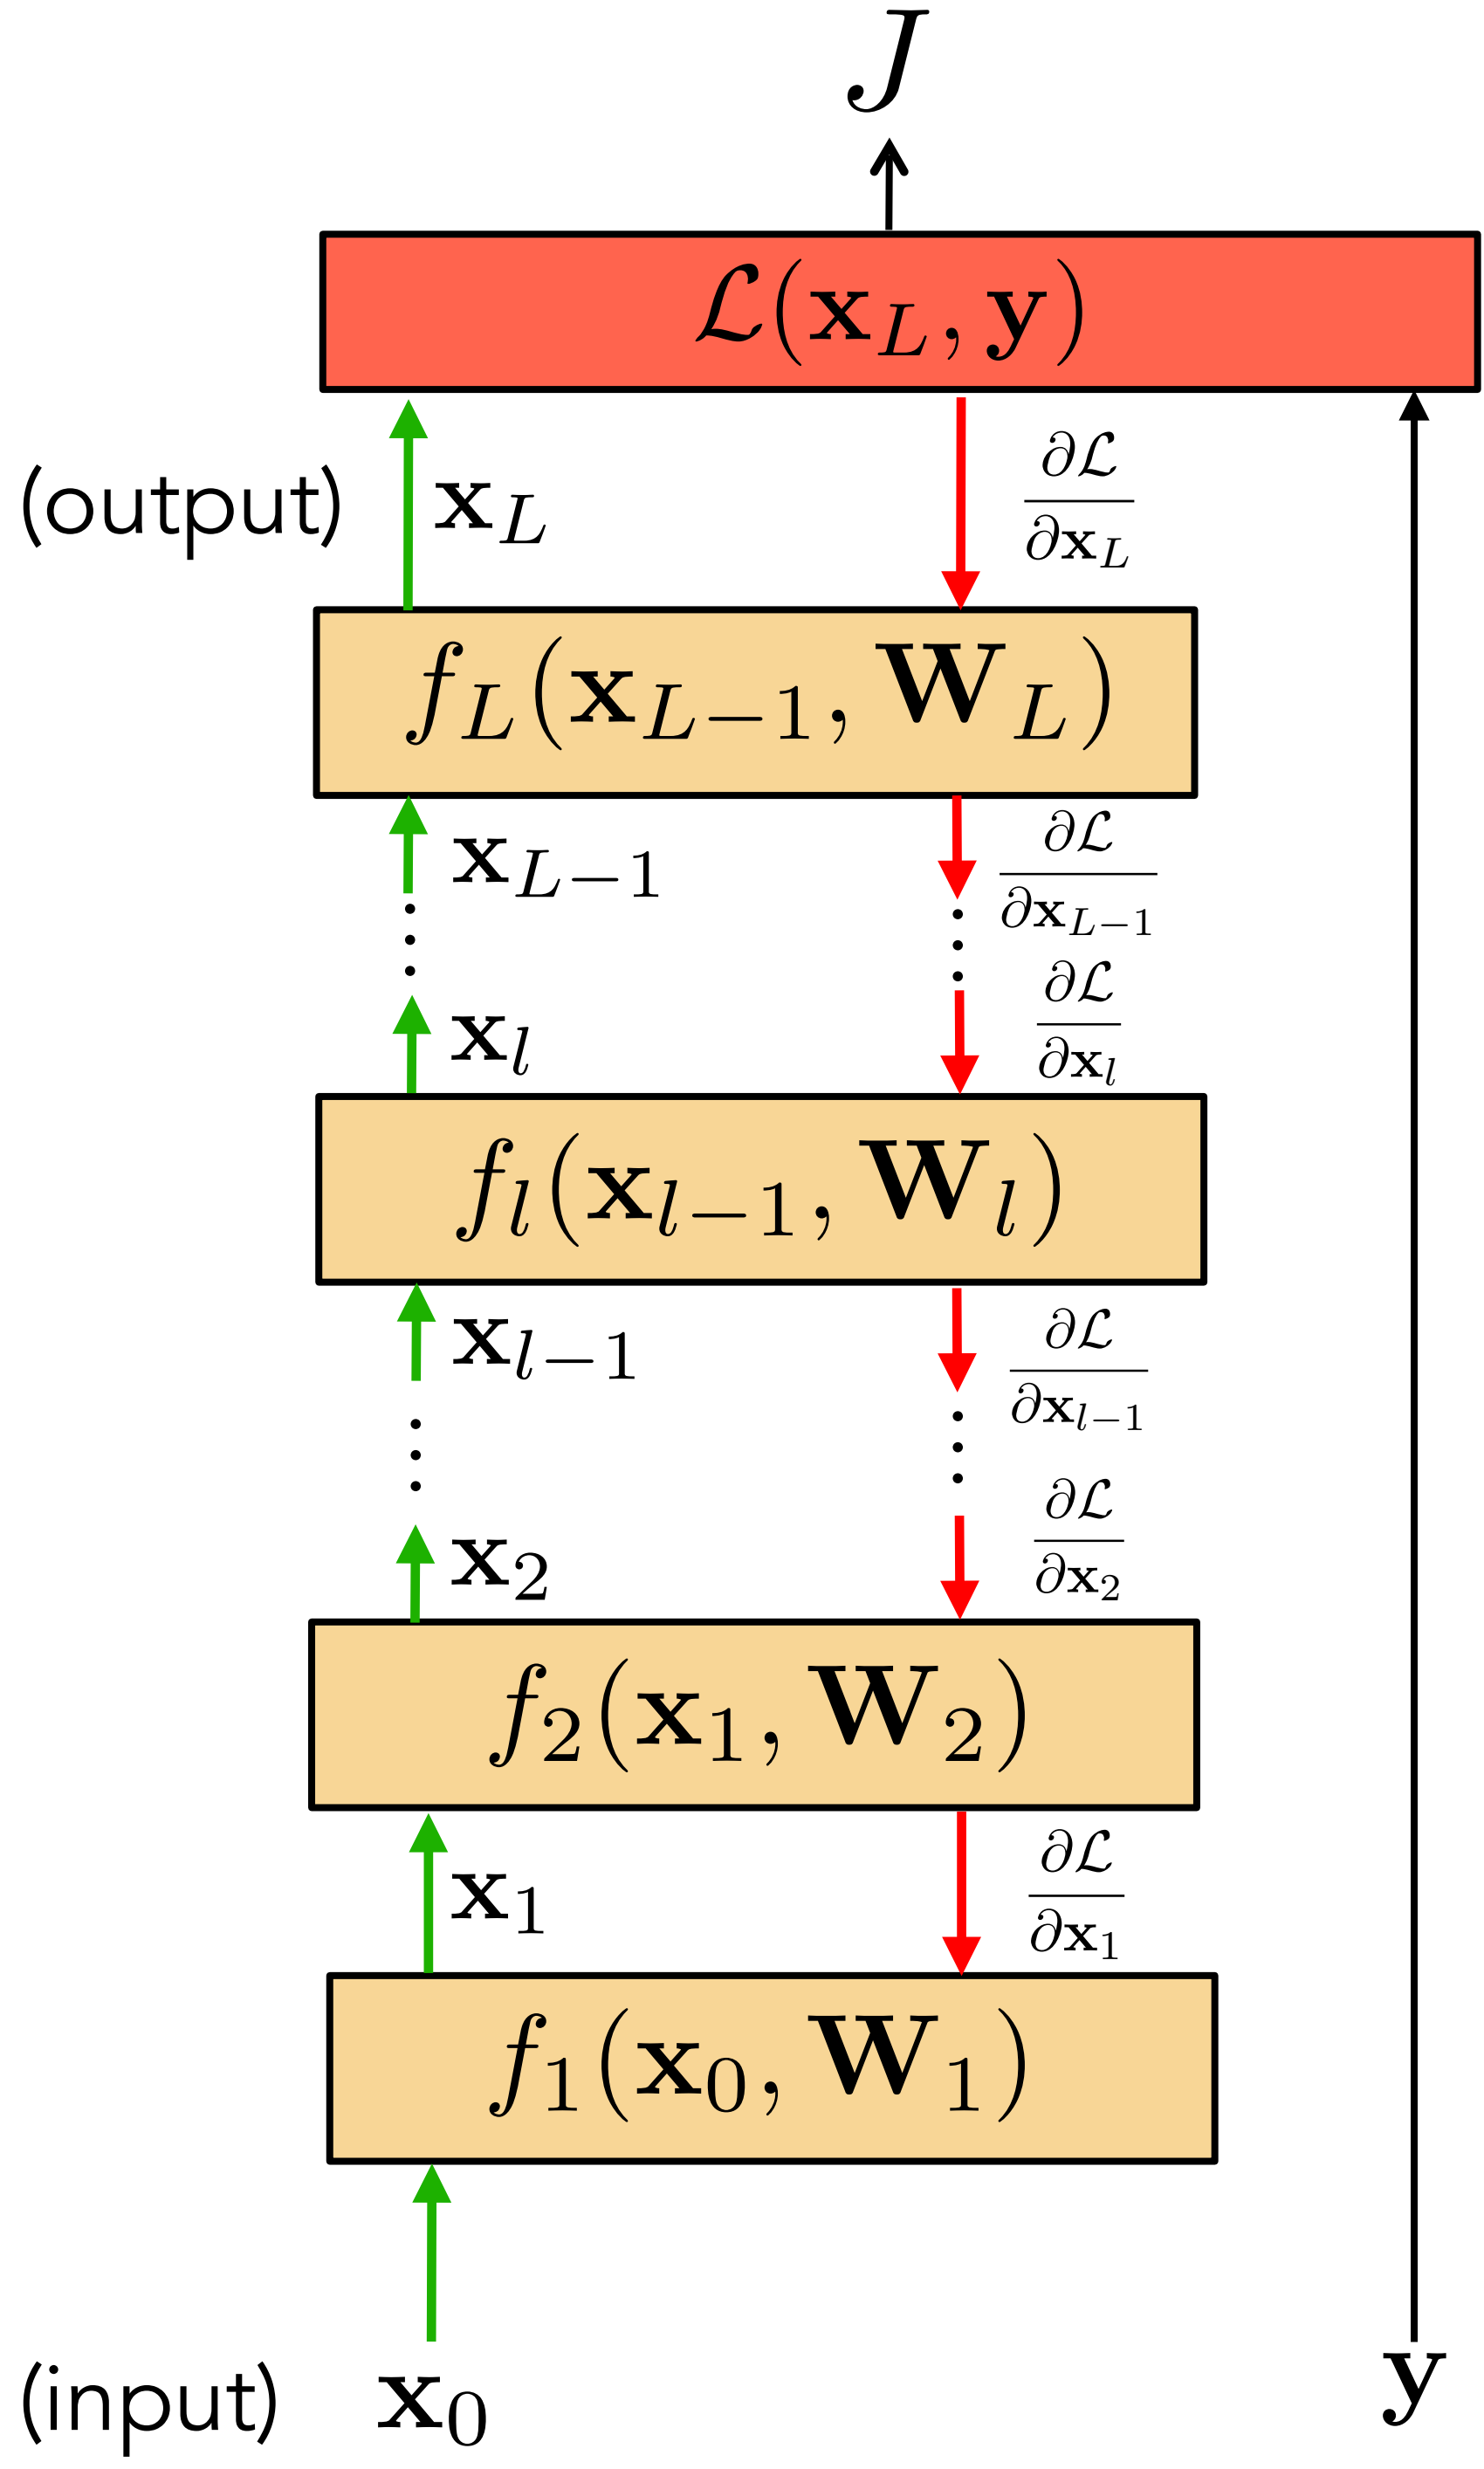 J
ℒ(𝐱_L, 𝐲)
(output) 𝐱_L ∂ℒ/∂𝐱_L
f_L(𝐱_{L−1}, 𝐖_L)
𝐱_{L−1} ∂ℒ/∂𝐱_{L−1}
𝐱_l ∂ℒ/∂𝐱_l
f_l(𝐱_{l−1}, 𝐖_l)
𝐱_{l−1} ∂ℒ/∂𝐱_{l−1}
𝐱_2 ∂ℒ/∂𝐱_2
f_2(𝐱_1, 𝐖_2)
𝐱_1 ∂ℒ/∂𝐱_1
f_1(𝐱_0, 𝐖_1)
(input) 𝐱_0 𝐲